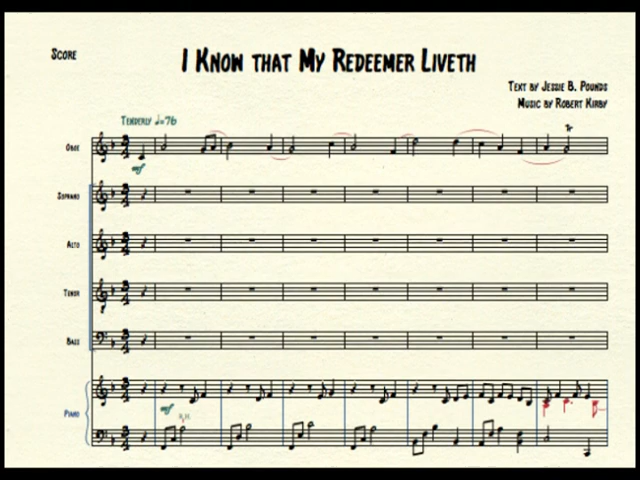 Score
I Know that My Redeemer Liveth
Text by Jessie B. Pounds
Music by Robert Kirby
Tenderly ♩=76
Oboe
mf
Soprano
Alto
Tenor
Bass
Piano
mf